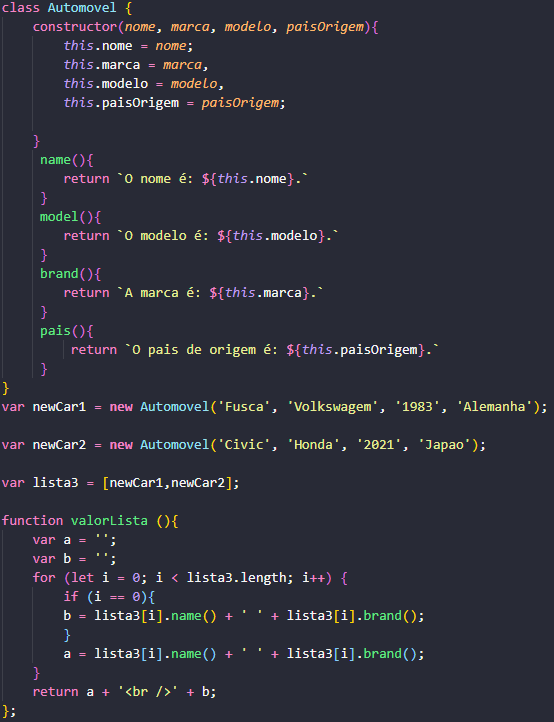 class Automovel {
    constructor(nome, marca, modelo, paisOrigem){
        this.nome = nome;
        this.marca = marca,
        this.modelo = modelo,
        this.paisOrigem = paisOrigem;

    }
     name(){
        return `O nome é: ${this.nome}.`
     }
     model(){
        return `O modelo é: ${this.modelo}.`
     }
     brand(){
        return `A marca é: ${this.marca}.`
     }
     pais(){
         return `O pais de origem é: ${this.paisOrigem}.`
     }
}
var newCar1 = new Automovel('Fusca', 'Volkswagem', '1983', 'Alemanha');

var newCar2 = new Automovel('Civic', 'Honda', '2021', 'Japao');

var lista3 = [newCar1,newCar2];

function valorLista (){
    var a = '';
    var b = '';
    for (let i = 0; i < lista3.length; i++) {
        if (i == 0){
        b = lista3[i].name() + ' ' + lista3[i].brand();
        }
        a = lista3[i].name() + ' ' + lista3[i].brand();
    }
    return a + '<br />' + b;
};